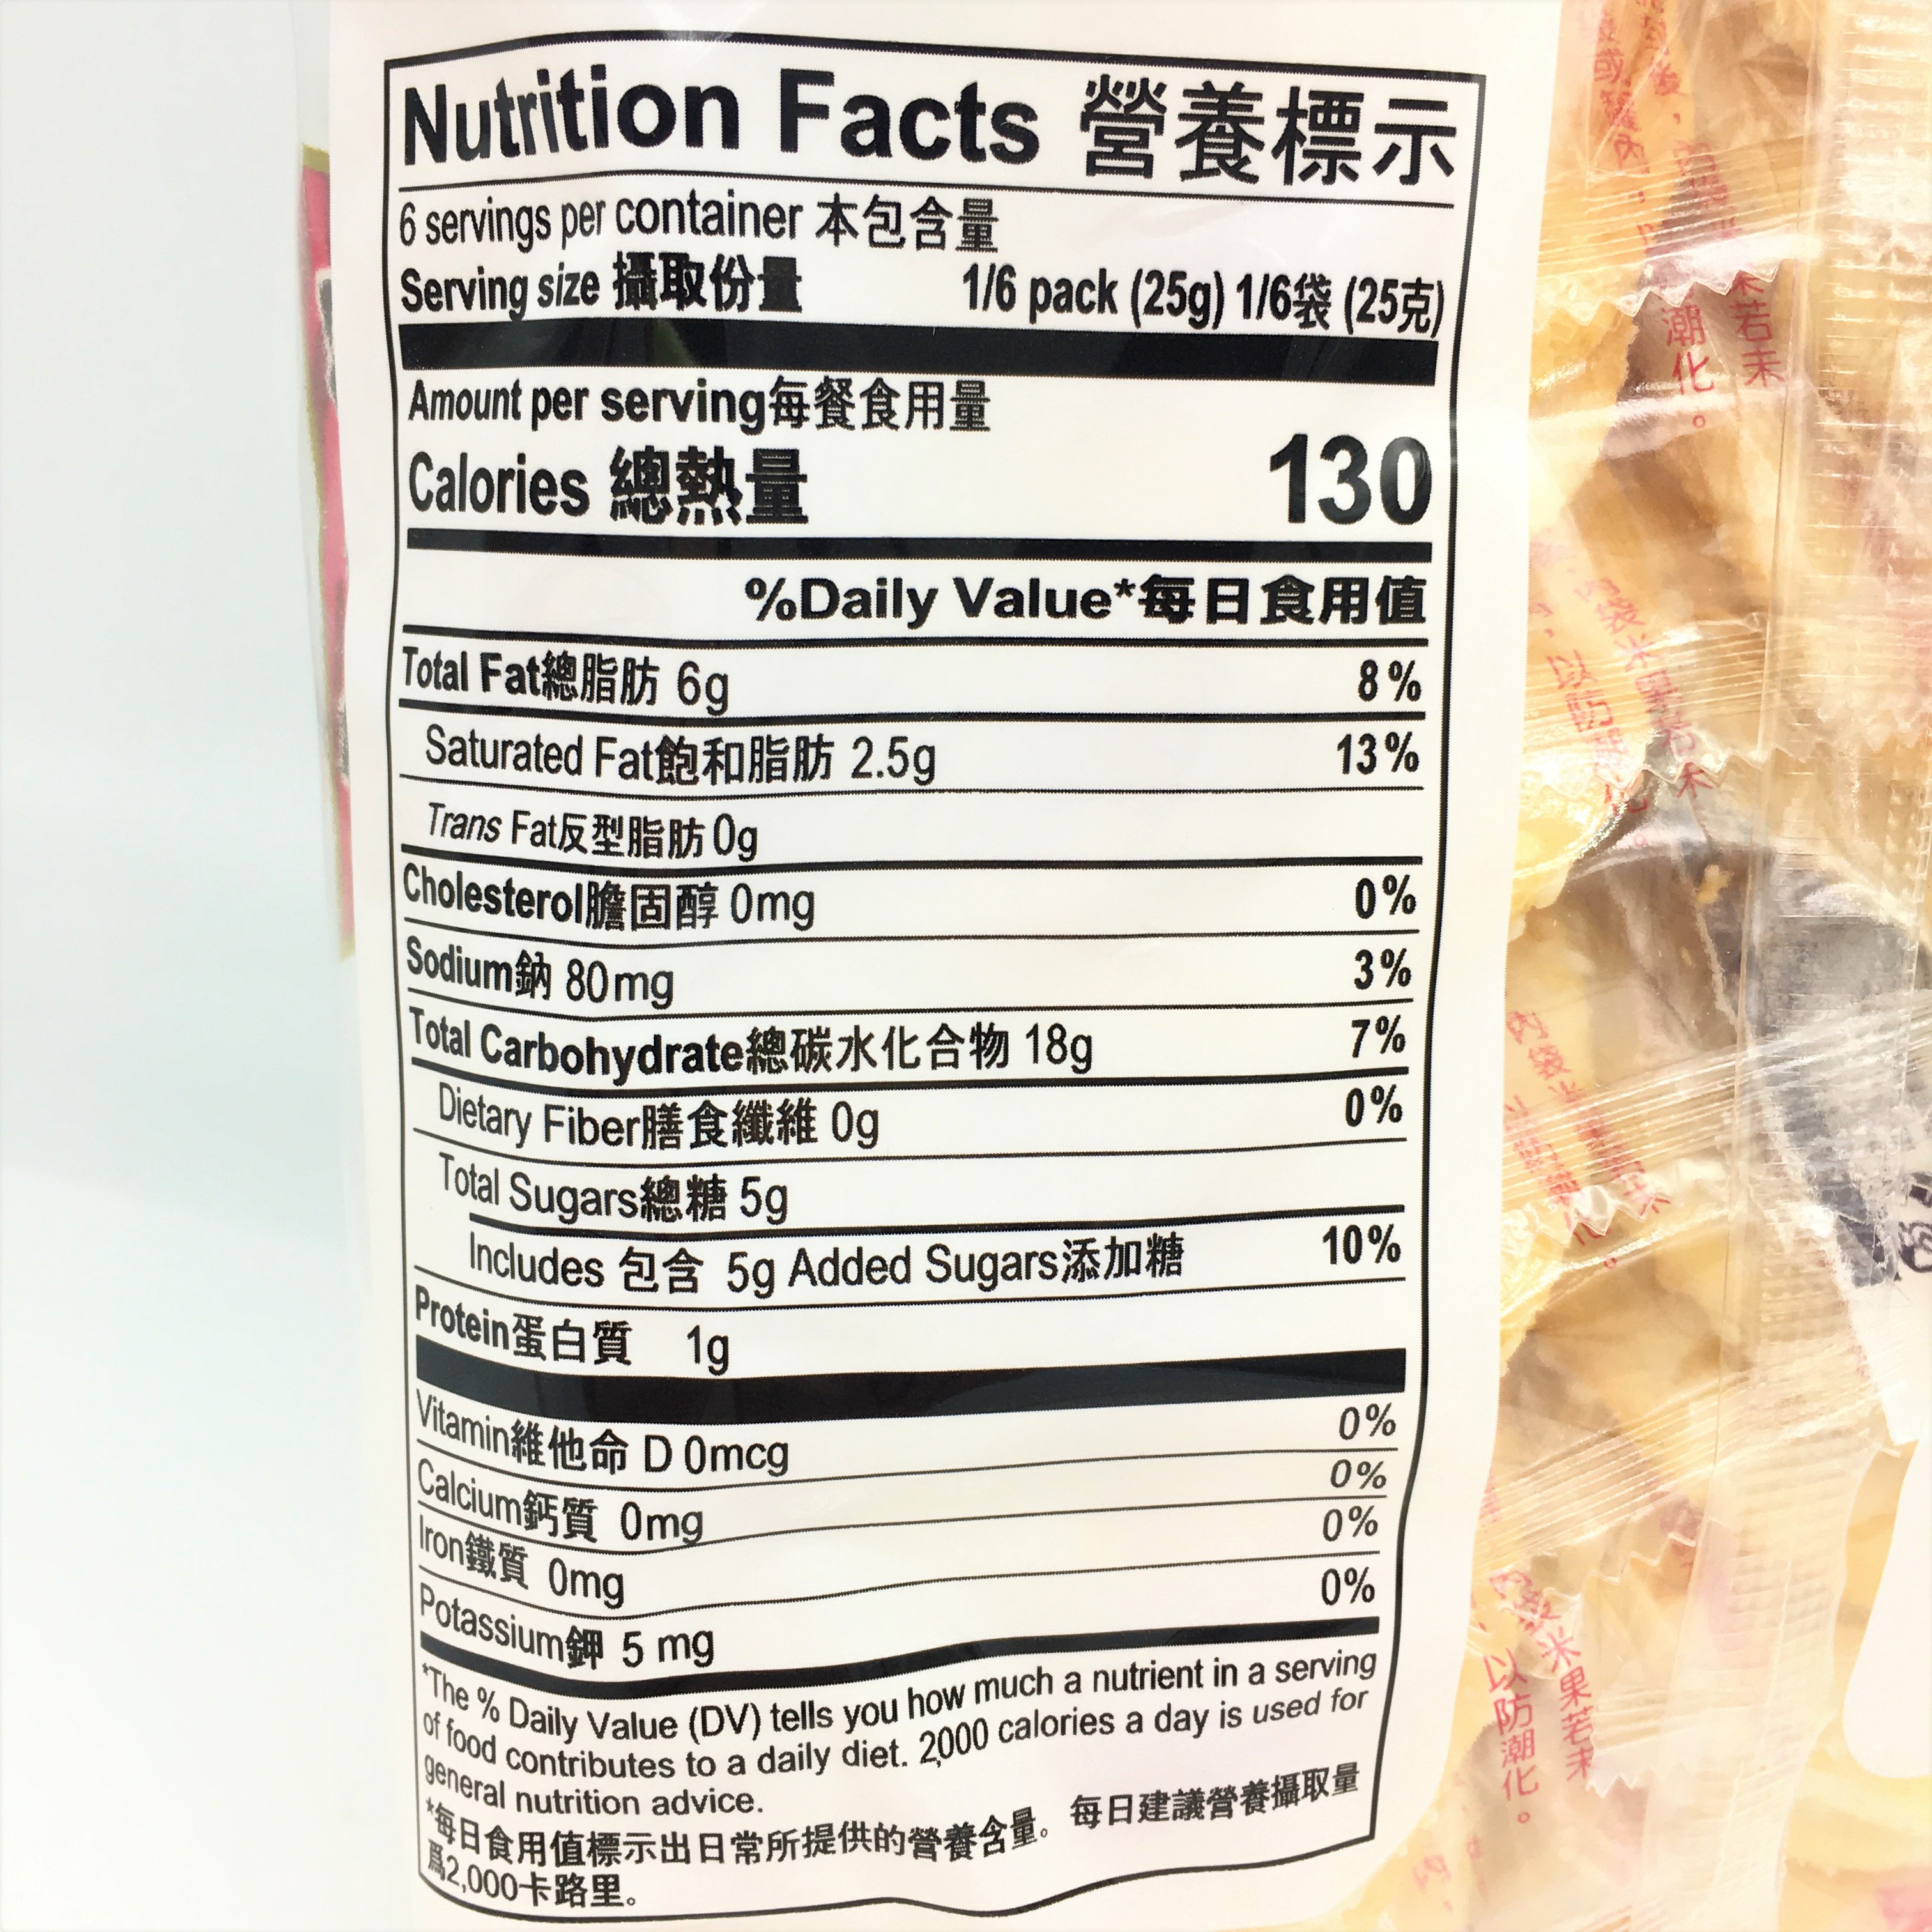 Nutrition Facts 營養標示
6 servings per container 本包含量
Serving size 攝取份量 1/6 pack (25g) 1/6袋 (25克)
Amount per serving每餐食用量
Calories 總熱量 130
%Daily Value*每日食用值
Total Fat總脂肪 6g 8%
Saturated Fat飽和脂肪 2.5g 13%
Trans Fat反型脂肪 0g
Cholesterol膽固醇 0mg 0%
Sodium鈉 80mg 3%
Total Carbohydrate總碳水化合物 18g 7%
Dietary Fiber膳食纖維 0g 0%
Total Sugars總糖 5g
Includes 包含 5g Added Sugars添加糖 10%
Protein蛋白質 1g
Vitamin維他命 D 0mcg 0%
Calcium鈣質 0mg 0%
Iron鐵質 0mg 0%
Potassium鉀 5 mg 0%
*The % Daily Value (DV) tells you how much a nutrient in a serving
of food contributes to a daily diet. 2,000 calories a day is used for
general nutrition advice.
*每日食用值標示出日常所提供的營養含量。每日建議營養攝取量
爲2,000卡路里。
若未
潮化。
米果若未
以防潮化。